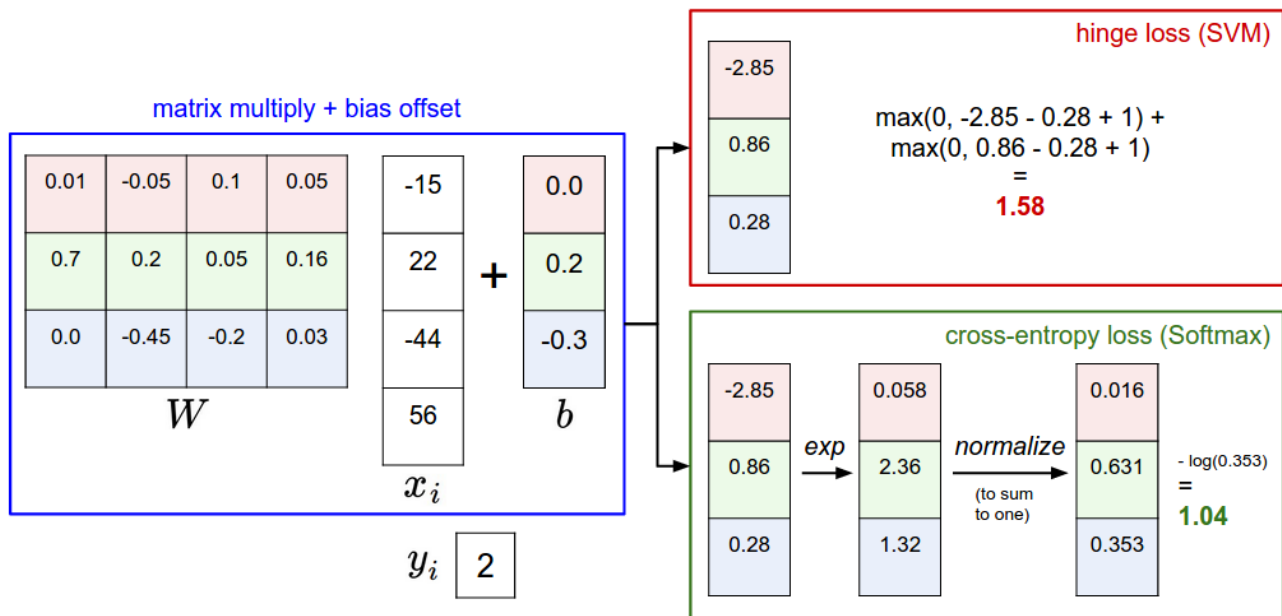 matrix multiply + bias offset
0.01 -0.05 0.1 0.05
0.7 0.2 0.05 0.16
0.0 -0.45 -0.2 0.03
W
-15
22
-44
56
x_i
+
0.0
0.2
-0.3
b
y_i 2
hinge loss (SVM)
-2.85
0.86
0.28
max(0, -2.85 - 0.28 + 1) +
max(0, 0.86 - 0.28 + 1)
=
1.58
cross-entropy loss (Softmax)
-2.85
0.86
0.28
exp
0.058
2.36
1.32
normalize
(to sum
to one)
0.016
0.631
0.353
- log(0.353)
=
1.04